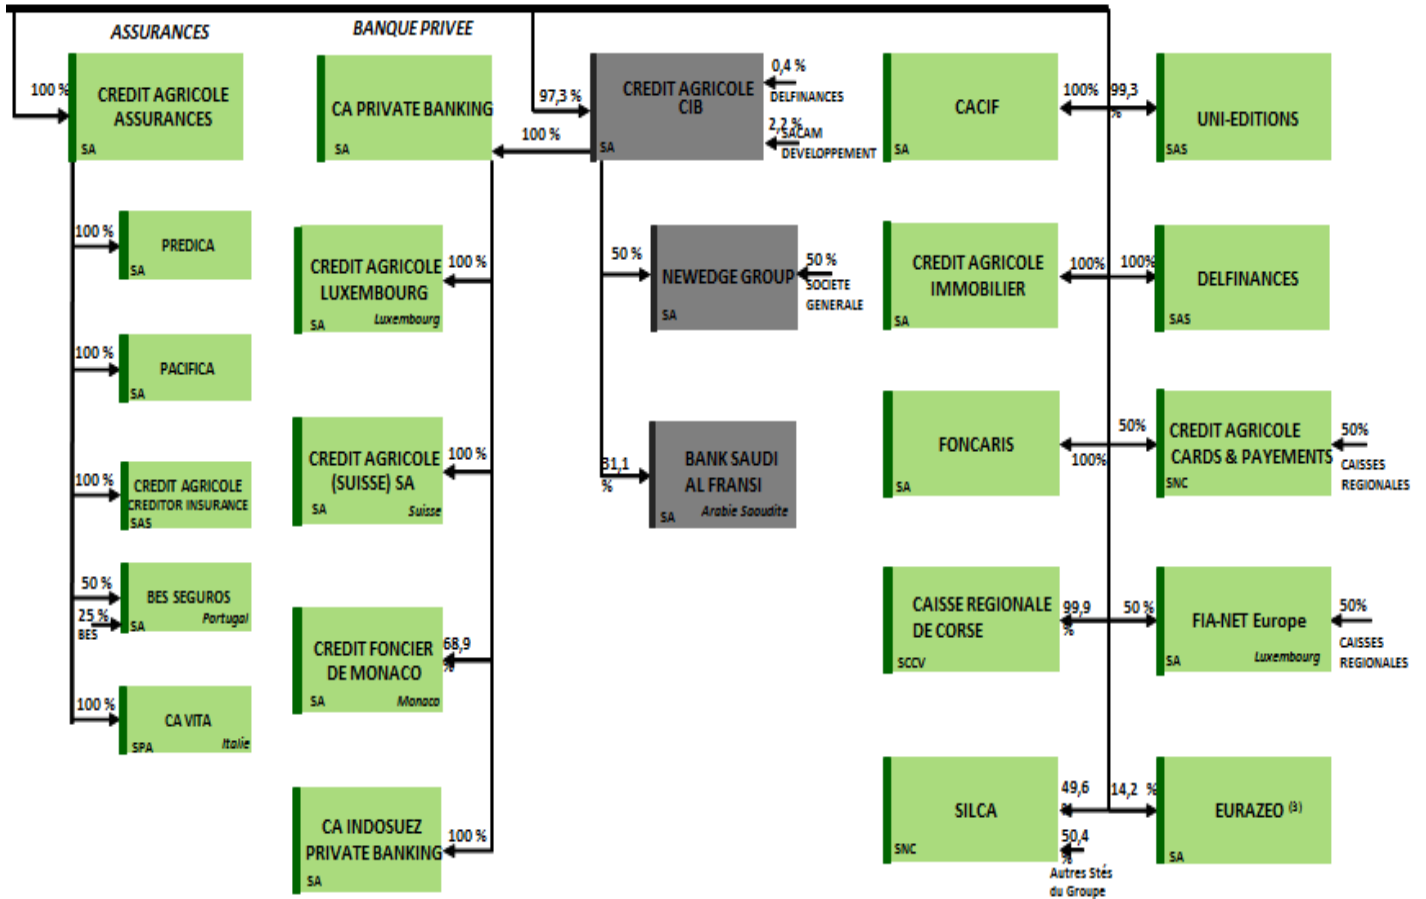 ASSURANCES
BANQUE PRIVEE
100 %
CREDIT AGRICOLE
ASSURANCES
SA
100 %
PREDICA
SA
100 %
PACIFICA
SA
100 %
CREDIT AGRICOLE
CREDITOR INSURANCE
SAS
50 %
25 %
BES
BES SEGUROS
Portugal
SA
100 %
CA VITA
SPA
Italie
CA PRIVATE BANKING
SA
100 %
CREDIT AGRICOLE
LUXEMBOURG
SA
Luxembourg
100 %
CREDIT AGRICOLE
(SUISSE) SA
SA
Suisse
100 %
CREDIT FONCIER
DE MONACO
SA
Monaco
68,9
%
CA INDOSUEZ
PRIVATE BANKING
SA
100 %
97,3 %
CREDIT AGRICOLE
CIB
SA
0,4 %
DELFINANCES
2,2 %
SACAM
DEVELOPPEMENT
50 %
NEWEDGE GROUP
SA
50 %
SOCIETE
GENERALE
31,1
%
BANK SAUDI
AL FRANSI
SA
Arabie Saoudite
CACIF
SA
100%
99,3
%
UNI-EDITIONS
SAS
CREDIT AGRICOLE
IMMOBILIER
SA
100%
100%
DELFINANCES
SAS
FONCARIS
SA
100%
50%
CREDIT AGRICOLE
CARDS & PAYEMENTS
SNC
50%
CAISSES
REGIONALES
CAISSE REGIONALE
DE CORSE
SCCV
99,9
%
50 %
FIA-NET Europe
SA
Luxembourg
50%
CAISSES
REGIONALES
SILCA
SNC
49,6
%
50,4
%
Autres Stés
du Groupe
14,2 %
EURAZEO (3)
SA